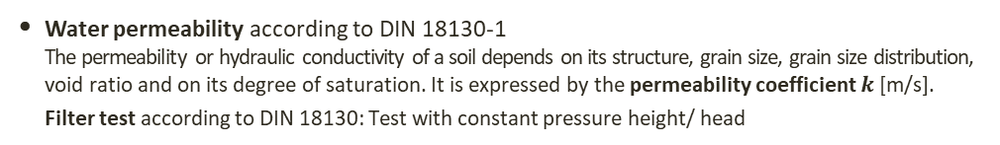 • Water permeability according to DIN 18130-1
The permeability or hydraulic conductivity of a soil depends on its structure, grain size, grain size distribution,
void ratio and on its degree of saturation. It is expressed by the permeability coefficient k [m/s].
Filter test according to DIN 18130: Test with constant pressure height/ head